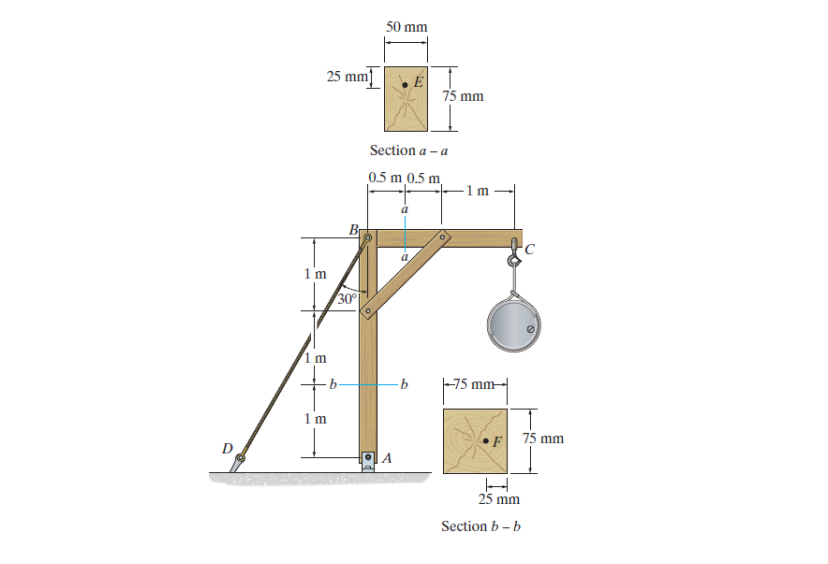 50 mm
25 mm
E
75 mm
Section a – a
0.5 m 0.5 m
1 m
a
B
C
a
1 m
30°
1 m
b b
75 mm
1 m
F
75 mm
D
A
25 mm
Section b – b